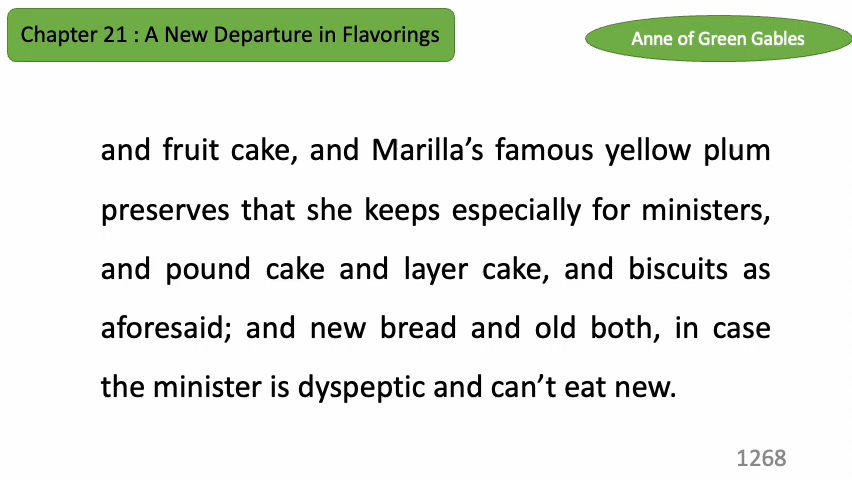 Chapter 21 : A New Departure in Flavorings
Anne of Green Gables
and fruit cake, and Marilla’s famous yellow plum
preserves that she keeps especially for ministers,
and pound cake and layer cake, and biscuits as
aforesaid; and new bread and old both, in case
the minister is dyspeptic and can’t eat new.
1268